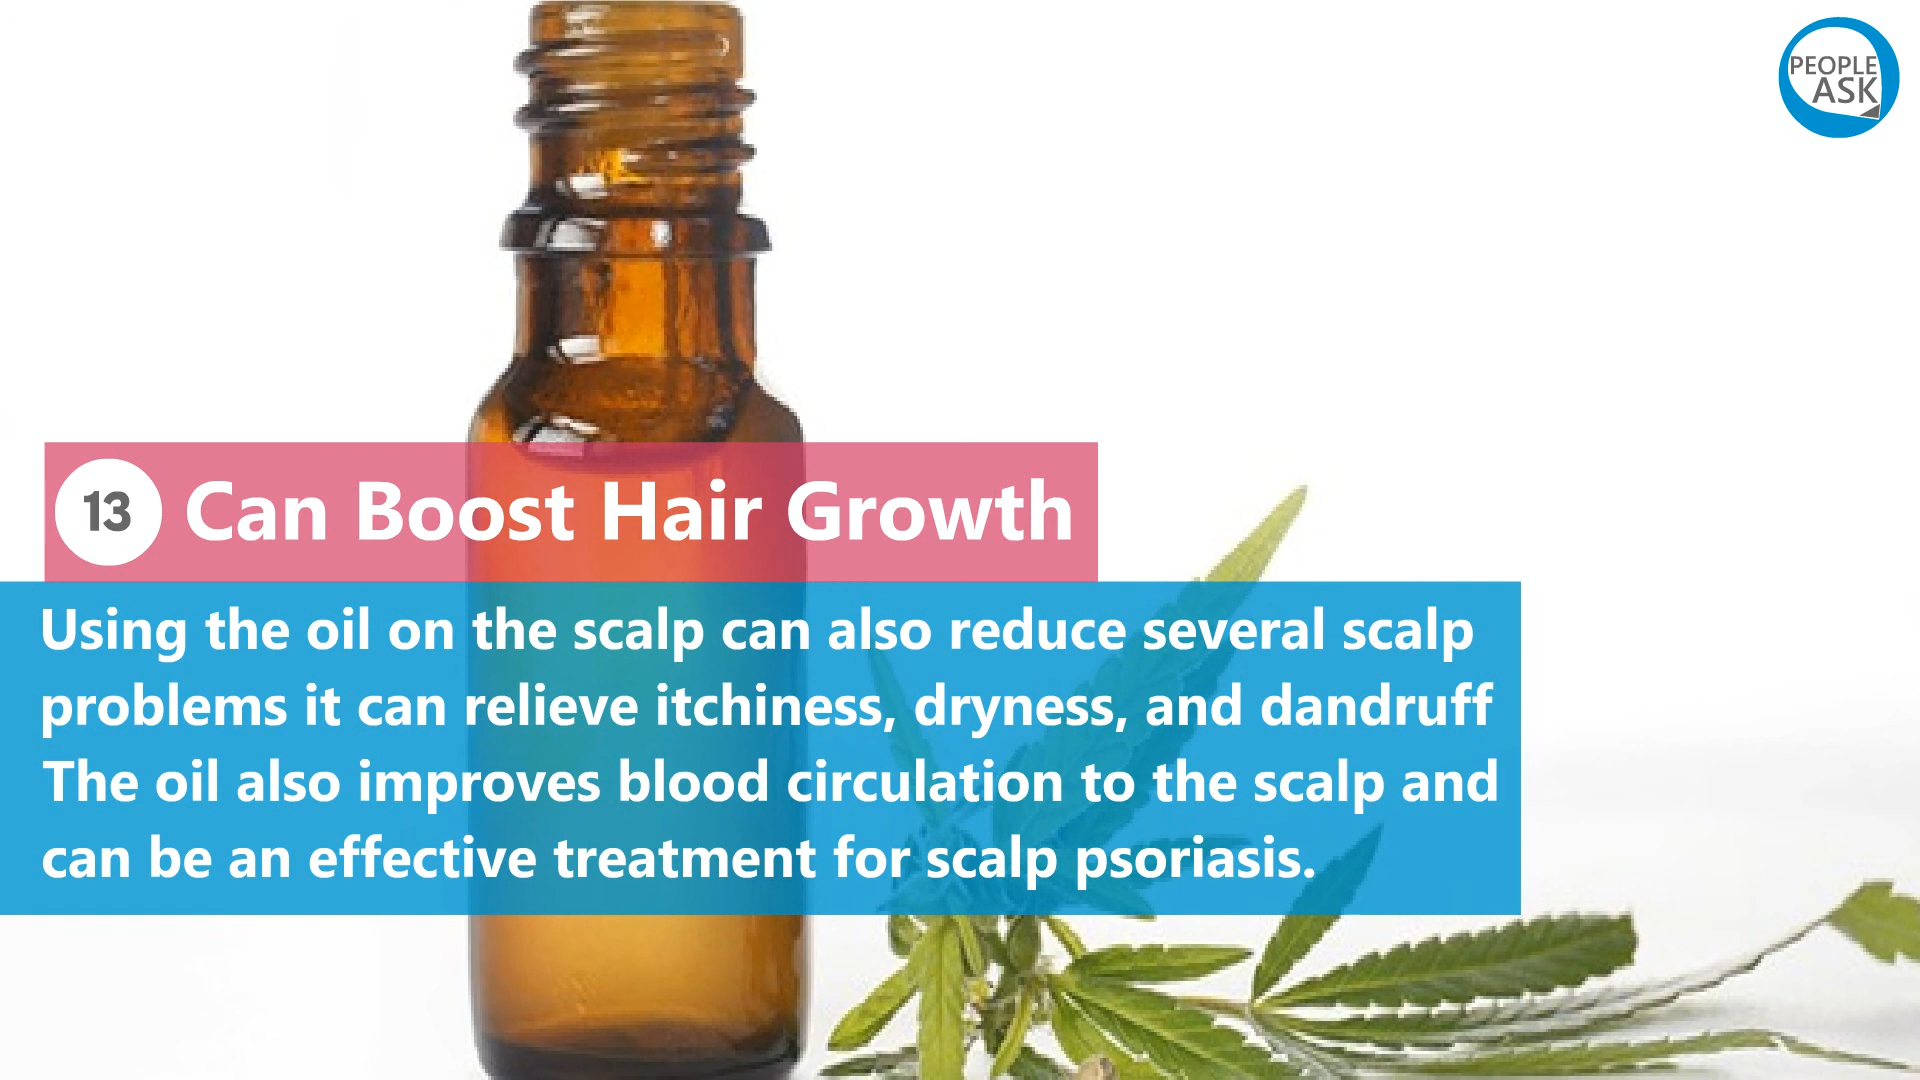 PEOPLE
ASK
13 Can Boost Hair Growth
Using the oil on the scalp can also reduce several scalp
problems it can relieve itchiness, dryness, and dandruff
The oil also improves blood circulation to the scalp and
can be an effective treatment for scalp psoriasis.